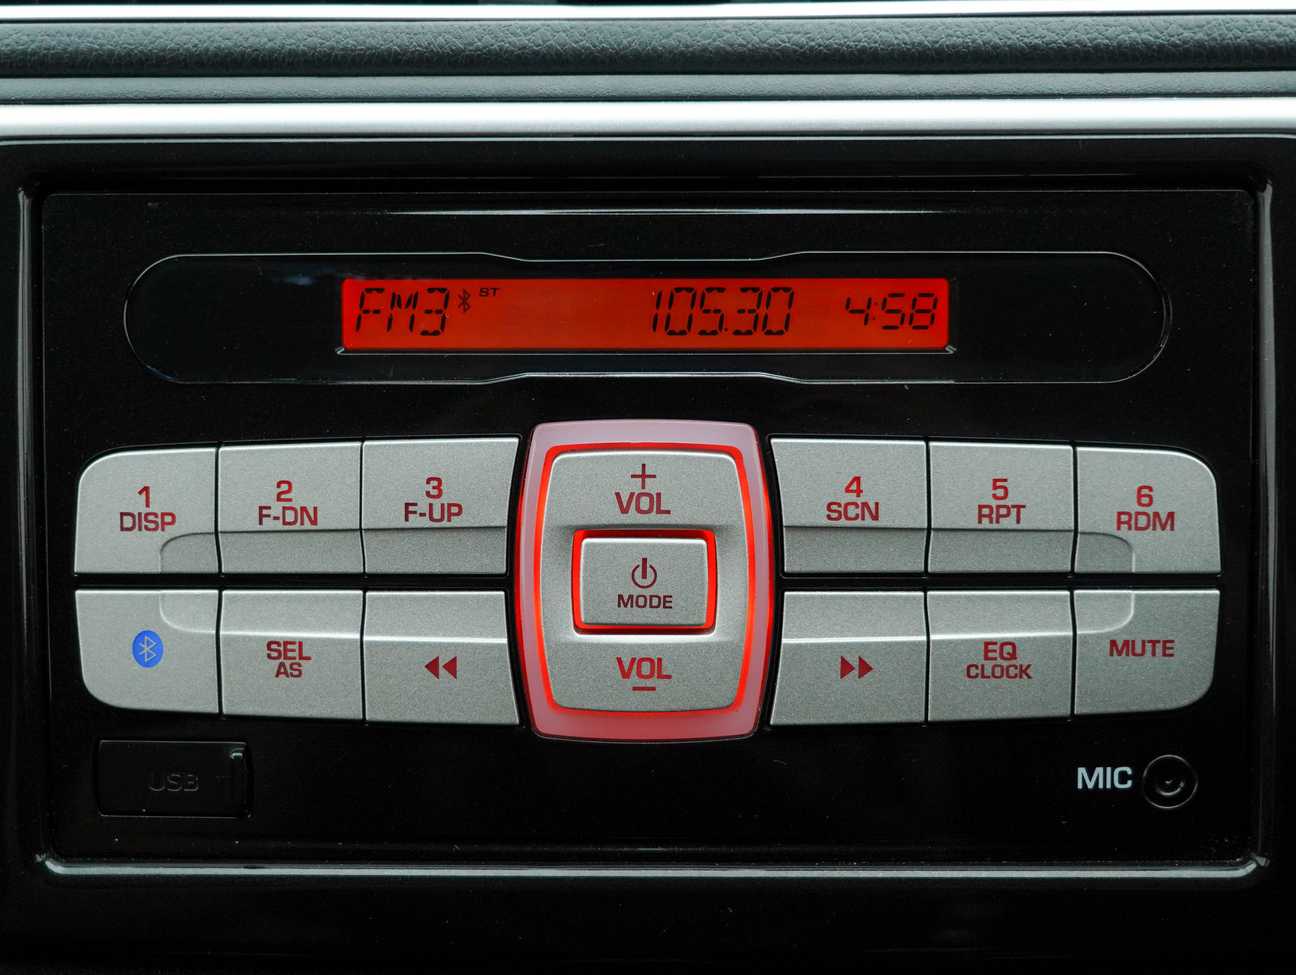 FM3 ST 105.30 4:58
1 2 3 + 4 5 6
DISP F-DN F-UP VOL SCN RPT RDM
MODE
SEL VOL EQ MUTE
AS − CLOCK
USB MIC